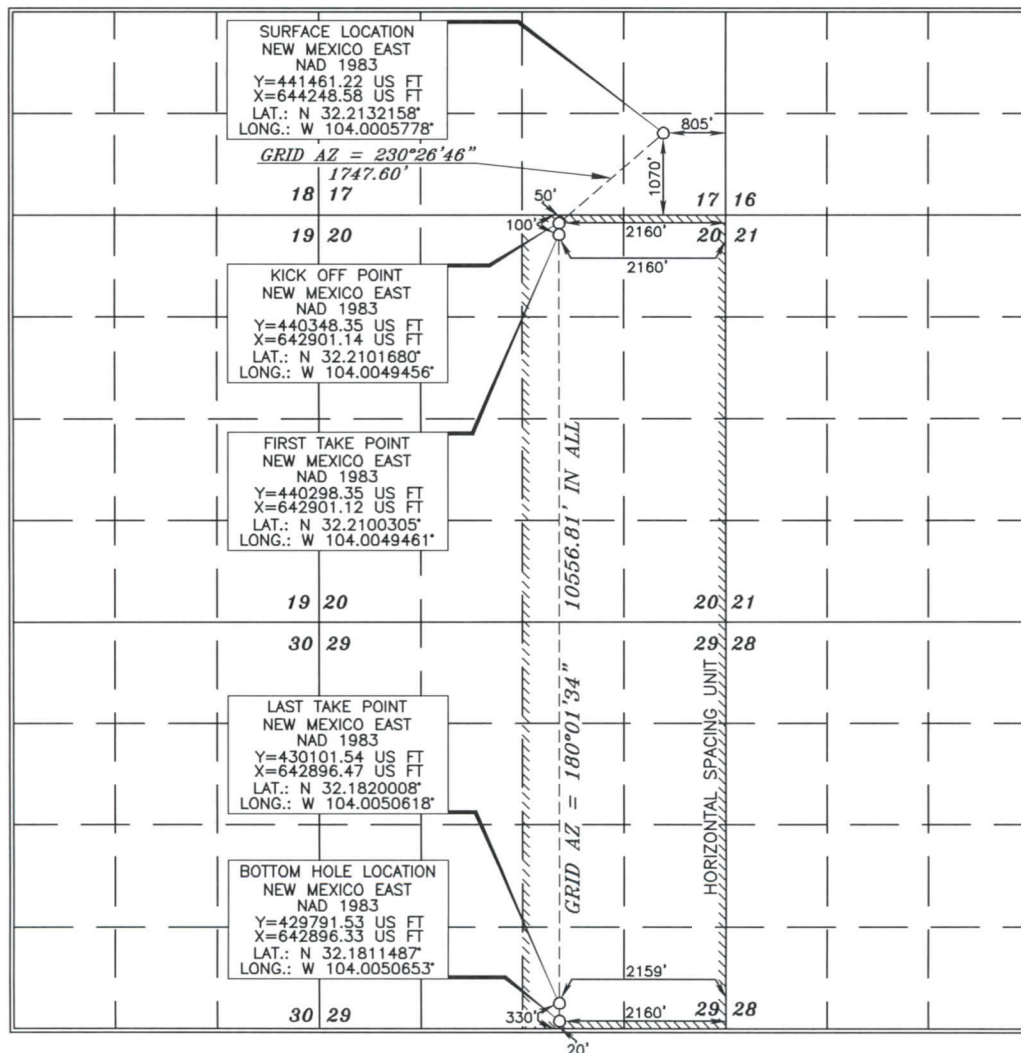 SURFACE LOCATION
NEW MEXICO EAST
NAD 1983
Y=441461.22 US FT
X=644248.58 US FT
LAT.: N 32.2132158°
LONG.: W 104.0005778°
805'
1070'
GRID AZ = 230°26'46"
1747.60'
18 17
17 16
50'
100'
2160'
19 20
20 21
2160'
KICK OFF POINT
NEW MEXICO EAST
NAD 1983
Y=440348.35 US FT
X=642901.14 US FT
LAT.: N 32.2101680°
LONG.: W 104.0049456°
FIRST TAKE POINT
NEW MEXICO EAST
NAD 1983
Y=440298.35 US FT
X=642901.12 US FT
LAT.: N 32.2100305°
LONG.: W 104.0049461°
10556.81' IN ALL
19 20
20 21
30 29
29 28
GRID AZ = 180°01'34"
HORIZONTAL SPACING UNIT
LAST TAKE POINT
NEW MEXICO EAST
NAD 1983
Y=430101.54 US FT
X=642896.47 US FT
LAT.: N 32.1820008°
LONG.: W 104.0050618°
BOTTOM HOLE LOCATION
NEW MEXICO EAST
NAD 1983
Y=429791.53 US FT
X=642896.33 US FT
LAT.: N 32.1811487°
LONG.: W 104.0050653°
2159'
30 29
330'
2160'
29 28
20'